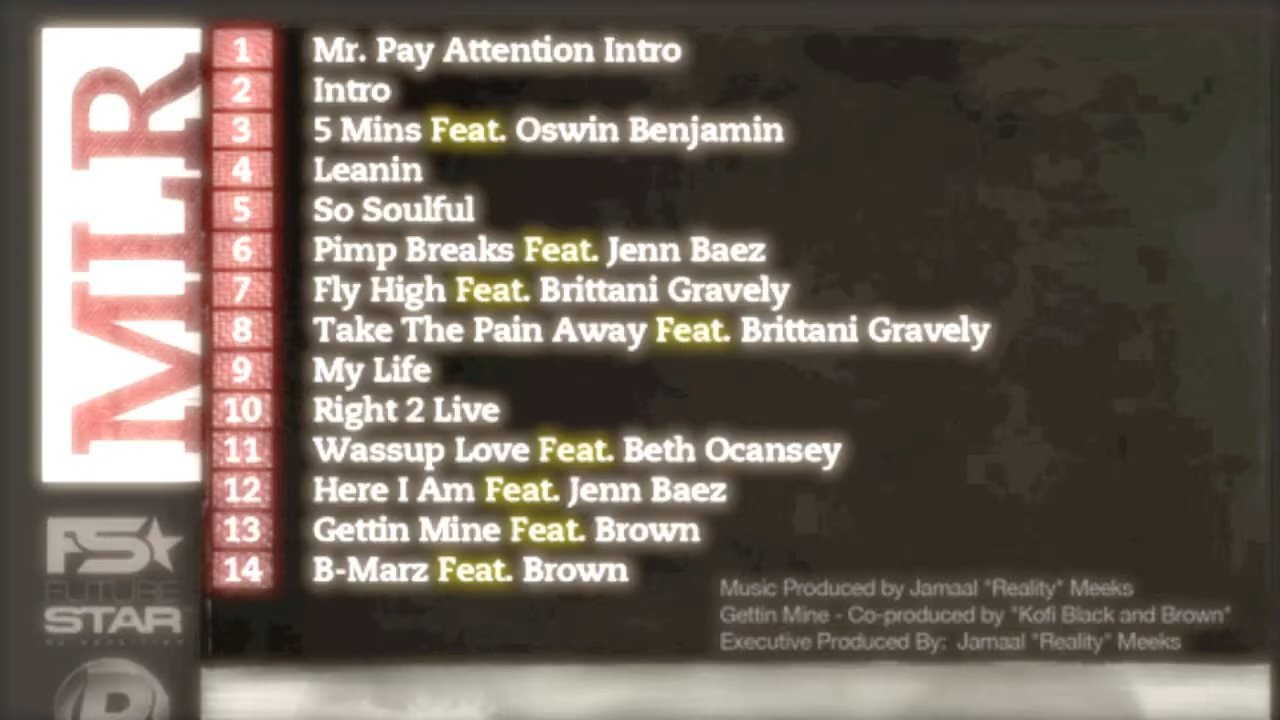 MLR
1 Mr. Pay Attention Intro
2 Intro
3 5 Mins Feat. Oswin Benjamin
4 Leanin
5 So Soulful
6 Pimp Breaks Feat. Jenn Baez
7 Fly High Feat. Brittani Gravely
8 Take The Pain Away Feat. Brittani Gravely
9 My Life
10 Right 2 Live
11 Wassup Love Feat. Beth Ocansey
12 Here I Am Feat. Jenn Baez
13 Gettin Mine Feat. Brown
14 B-Marz Feat. Brown
FS
FUTURE
STAR
Music Produced by Jamaal "Reality" Meeks
Gettin Mine - Co-produced by "Kofi Black and Brown"
Executive Produced By: Jamaal "Reality" Meeks